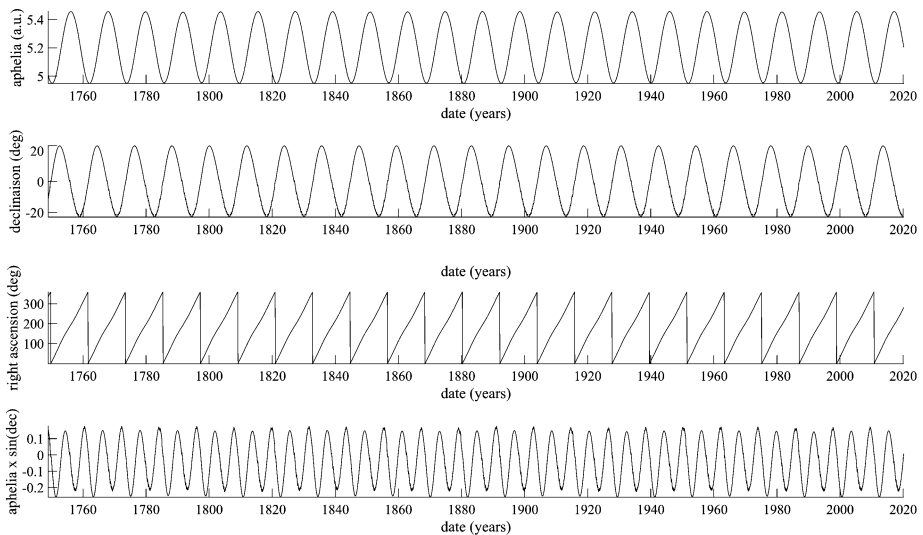 aphelia (a.u.)
5.4
5.2
5
1760 1780 1800 1820 1840 1860 1880 1900 1920 1940 1960 1980 2000 2020
date (years)
declinaison (deg)
20
0
-20
1760 1780 1800 1820 1840 1860 1880 1900 1920 1940 1960 1980 2000 2020
date (years)
right ascension (deg)
300
200
100
1760 1780 1800 1820 1840 1860 1880 1900 1920 1940 1960 1980 2000 2020
date (years)
aphelia x sin(dec)
0.1
0
-0.1
-0.2
1760 1780 1800 1820 1840 1860 1880 1900 1920 1940 1960 1980 2000 2020
date (years)